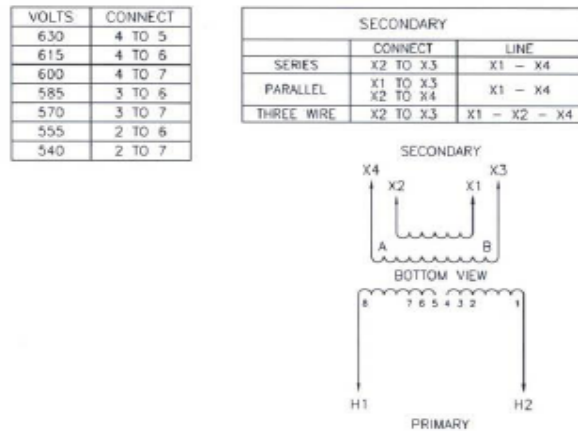 VOLTS CONNECT
630 4 TO 5
615 4 TO 6
600 4 TO 7
585 3 TO 6
570 3 TO 7
555 2 TO 6
540 2 TO 7
SECONDARY
CONNECT LINE
SERIES X2 TO X3 X1 - X4
PARALLEL X1 TO X3 X1 - X4
X2 TO X4
THREE WIRE X2 TO X3 X1 - X2 - X4
SECONDARY
X4 X3
X2 X1
A B
BOTTOM VIEW
8 7 6 5 4 3 2 1
H1 H2
PRIMARY